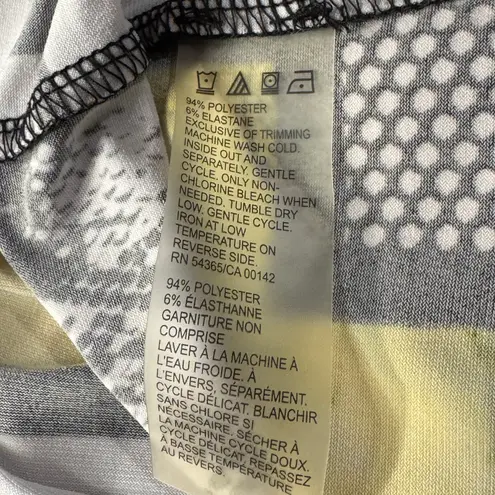 94% POLYESTER
6% ELASTANE
EXCLUSIVE OF TRIMMING
MACHINE WASH COLD.
INSIDE OUT AND
SEPARATELY. GENTLE
CYCLE. ONLY NON-
CHLORINE BLEACH WHEN
NEEDED. TUMBLE DRY
LOW. GENTLE CYCLE.
IRON AT LOW
TEMPERATURE ON
REVERSE SIDE.
RN 54365/CA 00142
94% POLYESTER
6% ÉLASTHANNE
GARNITURE NON
COMPRISE
LAVER À LA MACHINE À
L'EAU FROIDE. À
L'ENVERS, SÉPARÉMENT.
CYCLE DÉLICAT. BLANCHIR
SANS CHLORE SI
NÉCESSAIRE. SÉCHER À
LA MACHINE CYCLE DOUX.
CYCLE DÉLICAT, REPASSEZ
À BASSE TEMPÉRATURE
AU REVERS.